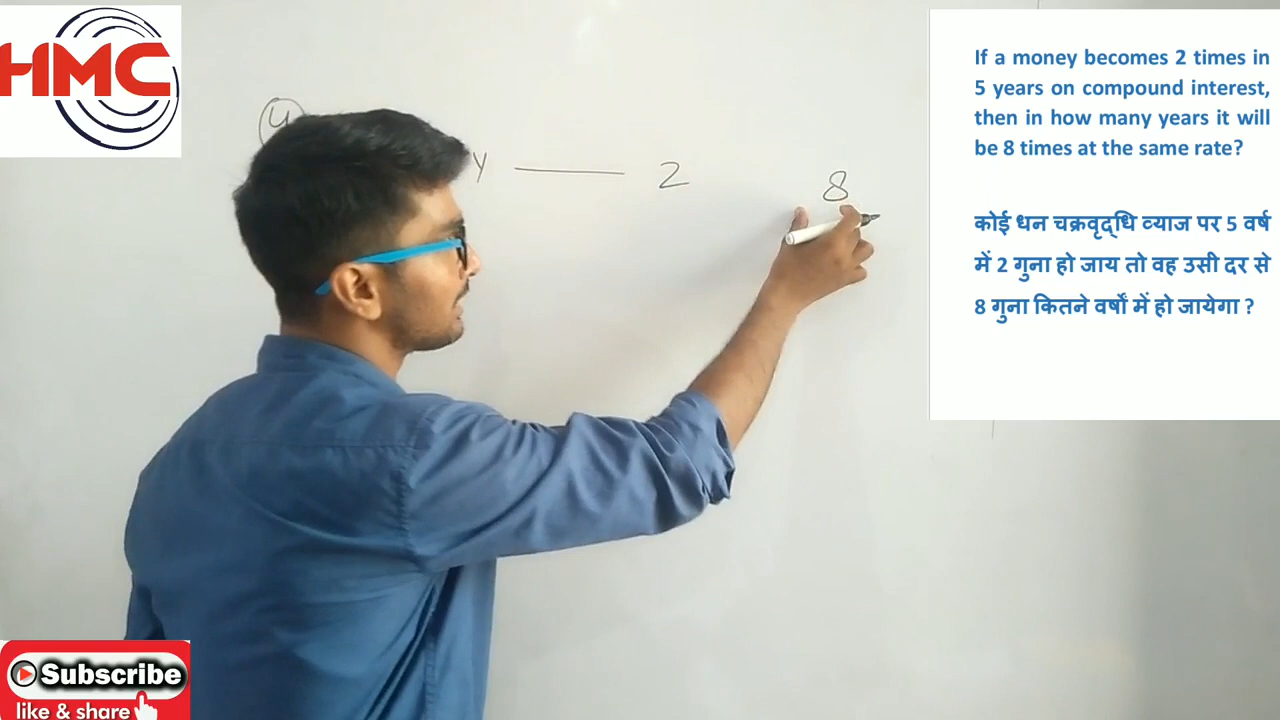 HMC
4
y — 2
8
If a money becomes 2 times in
5 years on compound interest,
then in how many years it will
be 8 times at the same rate?
कोई धन चक्रवृद्धि व्याज पर 5 वर्ष
में 2 गुना हो जाय तो वह उसी दर से
8 गुना कितने वर्षों में हो जायेगा ?
Subscribe
like & share